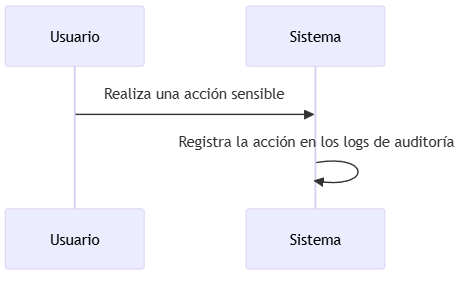 Usuario
Sistema
Realiza una acción sensible
Registra la acción en los logs de auditoría
Usuario
Sistema